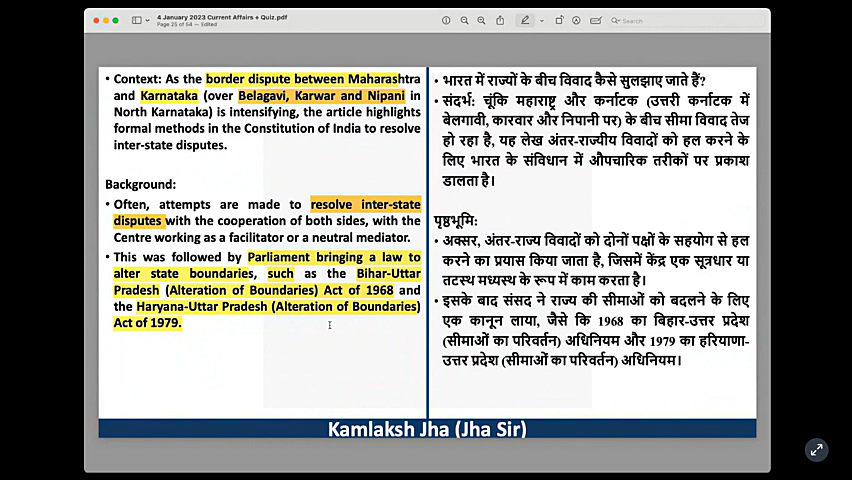 4 January 2023 Current Affairs + Quiz.pdf
Page 25 of 54 — Edited
Search
• Context: As the border dispute between Maharashtra
and Karnataka (over Belagavi, Karwar and Nipani in
North Karnataka) is intensifying, the article highlights
formal methods in the Constitution of India to resolve
inter-state disputes.
Background:
• Often, attempts are made to resolve inter-state
disputes with the cooperation of both sides, with the
Centre working as a facilitator or a neutral mediator.
• This was followed by Parliament bringing a law to
alter state boundaries, such as the Bihar-Uttar
Pradesh (Alteration of Boundaries) Act of 1968 and
the Haryana-Uttar Pradesh (Alteration of Boundaries)
Act of 1979.
• भारत में राज्यों के बीच विवाद कैसे सुलझाए जाते हैं?
• संदर्भ: चूंकि महाराष्ट्र और कर्नाटक (उत्तरी कर्नाटक में
बेलगावी, कारवार और निपानी पर) के बीच सीमा विवाद तेज
हो रहा है, यह लेख अंतर-राज्यीय विवादों को हल करने के
लिए भारत के संविधान में औपचारिक तरीकों पर प्रकाश
डालता है।
पृष्ठभूमि:
• अक्सर, अंतर-राज्य विवादों को दोनों पक्षों के सहयोग से हल
करने का प्रयास किया जाता है, जिसमें केंद्र एक सूत्रधार या
तटस्थ मध्यस्थ के रूप में काम करता है।
• इसके बाद संसद ने राज्य की सीमाओं को बदलने के लिए
एक कानून लाया, जैसे कि 1968 का बिहार-उत्तर प्रदेश
(सीमाओं का परिवर्तन) अधिनियम और 1979 का हरियाणा-
उत्तर प्रदेश (सीमाओं का परिवर्तन) अधिनियम।
Kamlaksh Jha (Jha Sir)